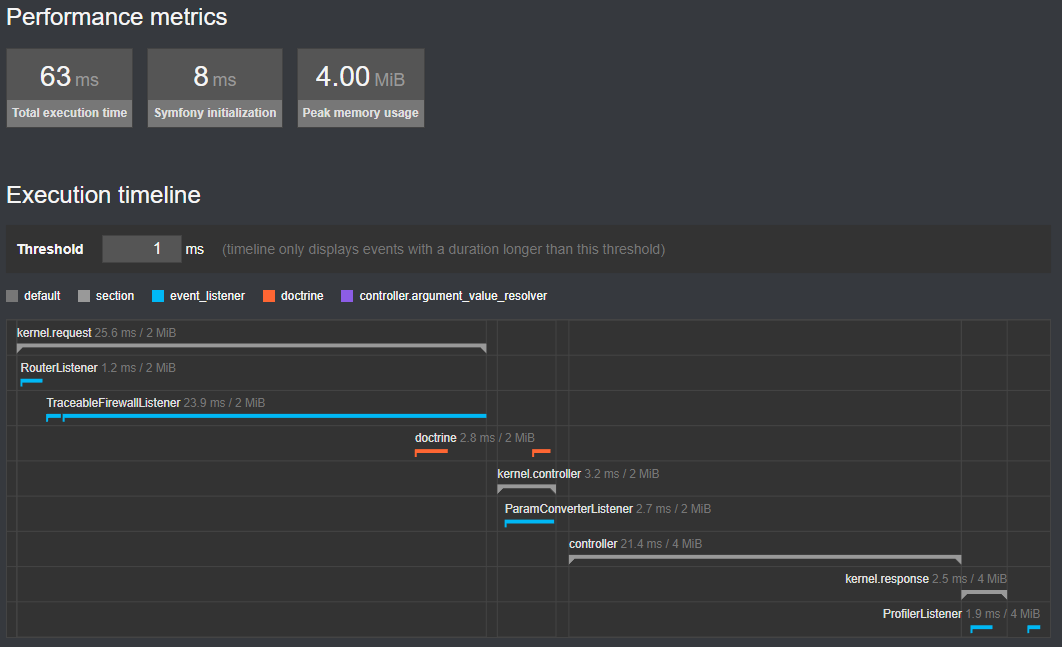 Performance metrics
63 ms 8 ms 4.00 MiB
Total execution time Symfony initialization Peak memory usage
Execution timeline
Threshold 1 ms (timeline only displays events with a duration longer than this threshold)
default section event_listener doctrine controller.argument_value_resolver
kernel.request 25.6 ms / 2 MiB
RouterListener 1.2 ms / 2 MiB
TraceableFirewallListener 23.9 ms / 2 MiB
doctrine 2.8 ms / 2 MiB
kernel.controller 3.2 ms / 2 MiB
ParamConverterListener 2.7 ms / 2 MiB
controller 21.4 ms / 4 MiB
kernel.response 2.5 ms / 4 MiB
ProfilerListener 1.9 ms / 4 MiB